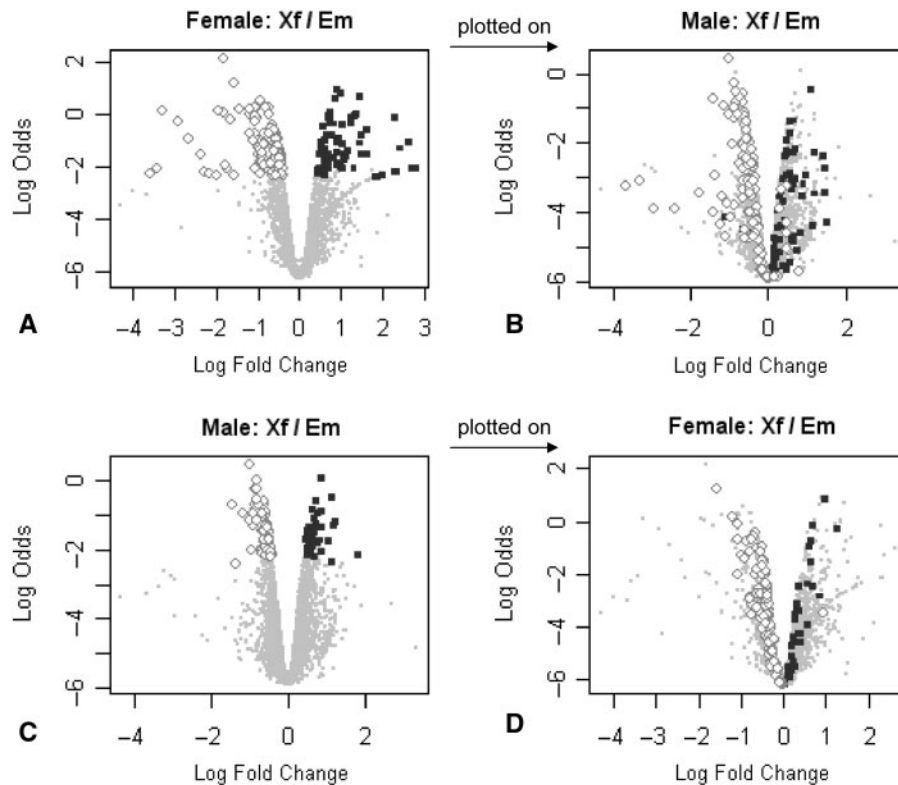 Female: Xf / Em
plotted on
Male: Xf / Em
Log Odds
2
0
−2
−4
−6
−4 −3 −2 −1 0 1 2 3
Log Fold Change
A
Log Odds
0
−2
−4
−6
−4 −2 0 2
Log Fold Change
B
Male: Xf / Em
plotted on
Female: Xf / Em
Log Odds
0
−2
−4
−6
−4 −2 0 2
Log Fold Change
C
Log Odds
2
0
−2
−4
−6
−4 −3 −2 −1 0 1 2
Log Fold Change
D